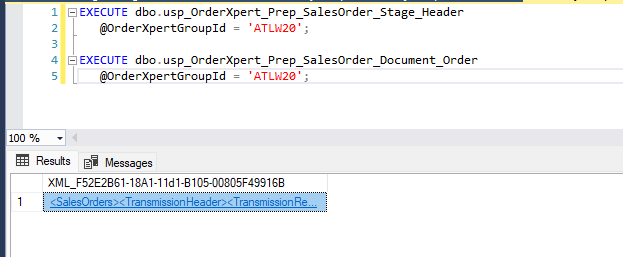 1 EXECUTE dbo.usp_OrderXpert_Prep_SalesOrder_Stage_Header
2 @OrderXpertGroupId = 'ATLW20';
3
4 EXECUTE dbo.usp_OrderXpert_Prep_SalesOrder_Document_Order
5 @OrderXpertGroupId = 'ATLW20';
100 %
Results Messages
XML_F52E2B61-18A1-11d1-B105-00805F49916B
1 <SalesOrders><TransmissionHeader><TransmissionRe...